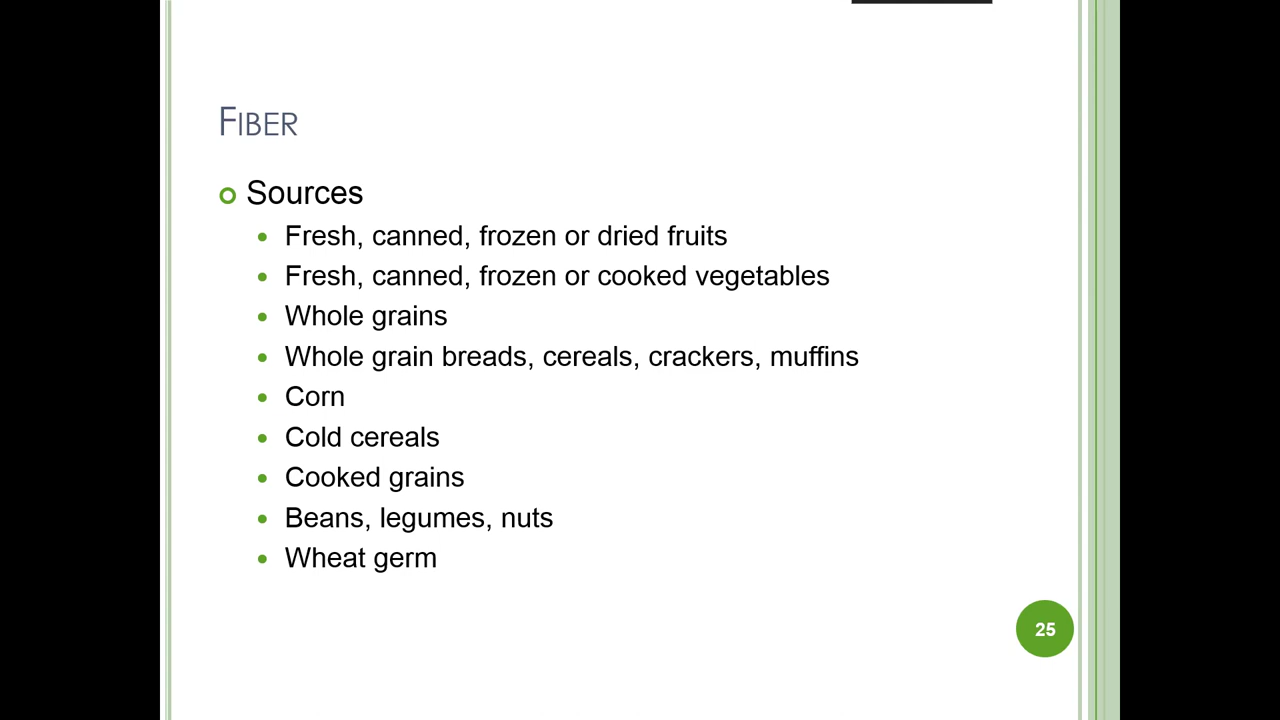 FIBER
Sources
Fresh, canned, frozen or dried fruits
Fresh, canned, frozen or cooked vegetables
Whole grains
Whole grain breads, cereals, crackers, muffins
Corn
Cold cereals
Cooked grains
Beans, legumes, nuts
Wheat germ
25